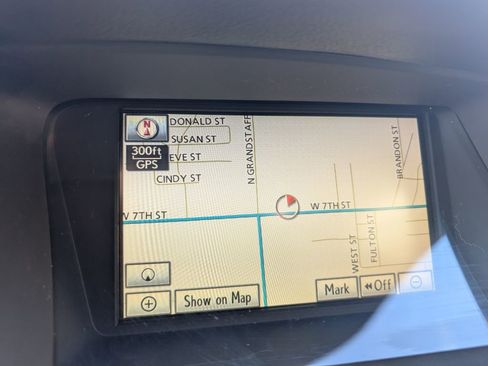 N
DONALD ST
SUSAN ST
300ft
GPS
EVE ST
CINDY ST
N GRANDSTAFF
BRANDON ST
W 7TH ST
W 7TH ST
WEST ST
FULTON ST
Show on Map
Mark
Off